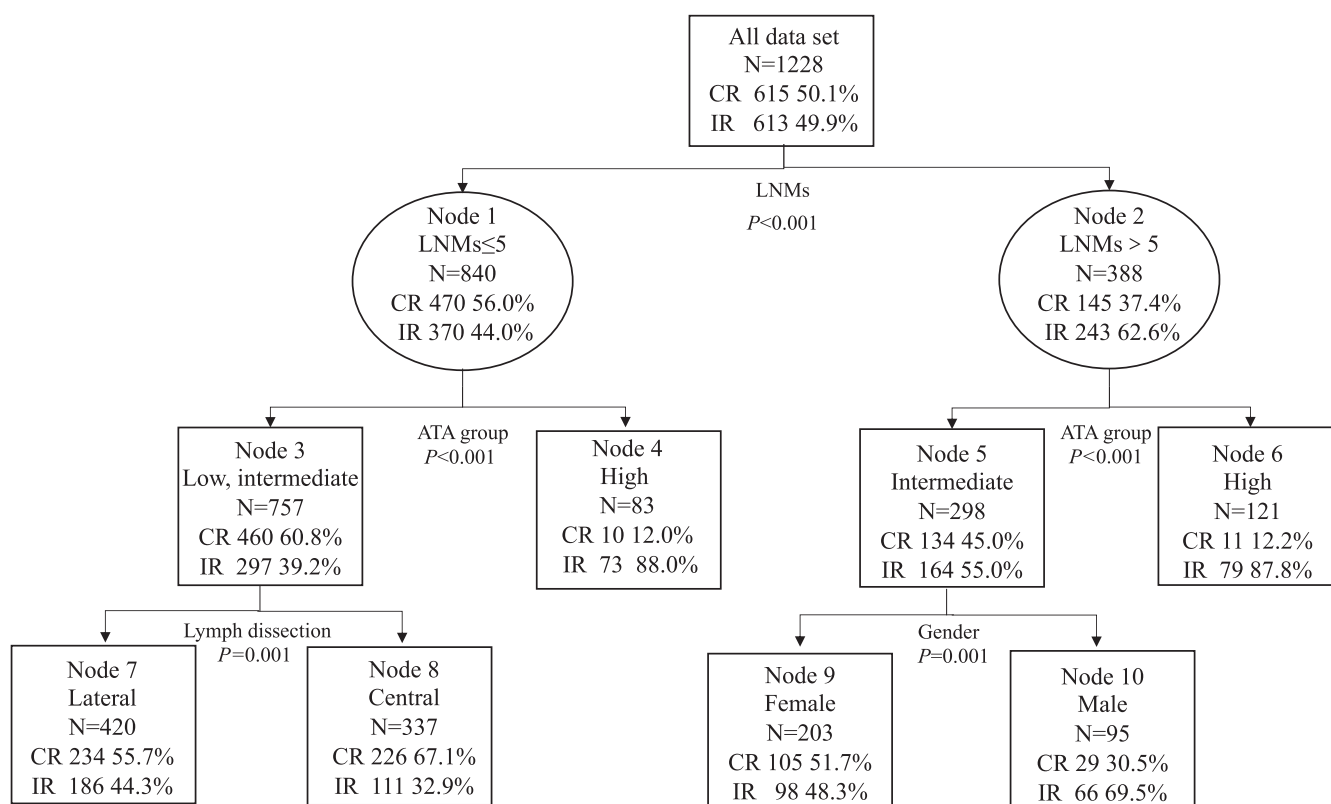 All data set
N=1228
CR 615 50.1%
IR 613 49.9%
LNMs
P<0.001
Node 1
LNMs≤5
N=840
CR 470 56.0%
IR 370 44.0%
Node 2
LNMs > 5
N=388
CR 145 37.4%
IR 243 62.6%
ATA group
P<0.001
ATA group
P<0.001
Node 3
Low, intermediate
N=757
CR 460 60.8%
IR 297 39.2%
Node 4
High
N=83
CR 10 12.0%
IR 73 88.0%
Node 5
Intermediate
N=298
CR 134 45.0%
IR 164 55.0%
Node 6
High
N=121
CR 11 12.2%
IR 79 87.8%
Lymph dissection
P=0.001
Gender
P=0.001
Node 7
Lateral
N=420
CR 234 55.7%
IR 186 44.3%
Node 8
Central
N=337
CR 226 67.1%
IR 111 32.9%
Node 9
Female
N=203
CR 105 51.7%
IR 98 48.3%
Node 10
Male
N=95
CR 29 30.5%
IR 66 69.5%